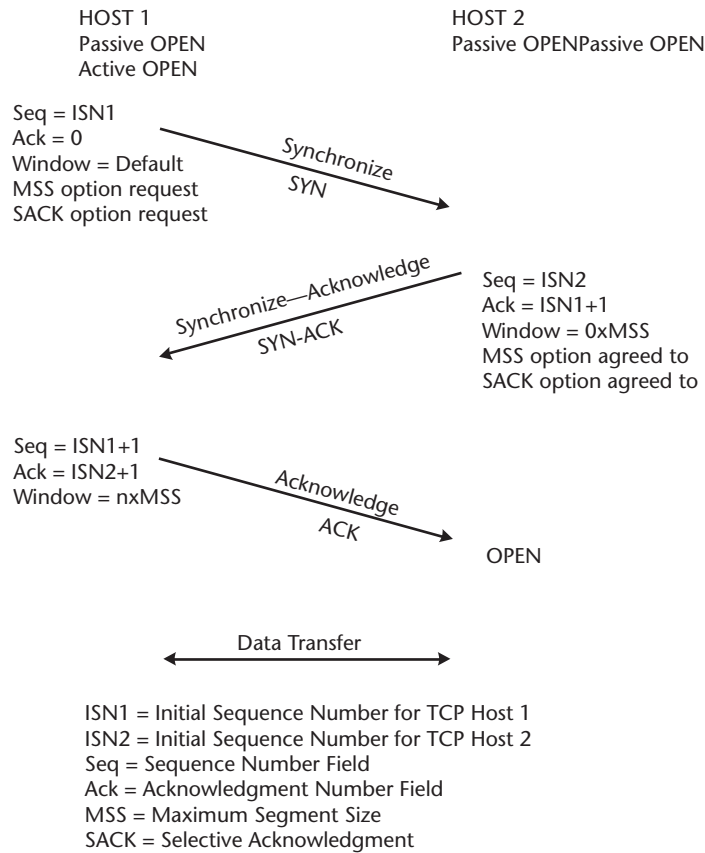 HOST 1
Passive OPEN
Active OPEN
HOST 2
Passive OPENPassive OPEN
Seq = ISN1
Ack = 0
Window = Default
MSS option request
SACK option request
Synchronize
SYN
Synchronize—Acknowledge
SYN-ACK
Seq = ISN2
Ack = ISN1+1
Window = 0xMSS
MSS option agreed to
SACK option agreed to
Seq = ISN1+1
Ack = ISN2+1
Window = nxMSS
Acknowledge
ACK
OPEN
Data Transfer
ISN1 = Initial Sequence Number for TCP Host 1
ISN2 = Initial Sequence Number for TCP Host 2
Seq = Sequence Number Field
Ack = Acknowledgment Number Field
MSS = Maximum Segment Size
SACK = Selective Acknowledgment